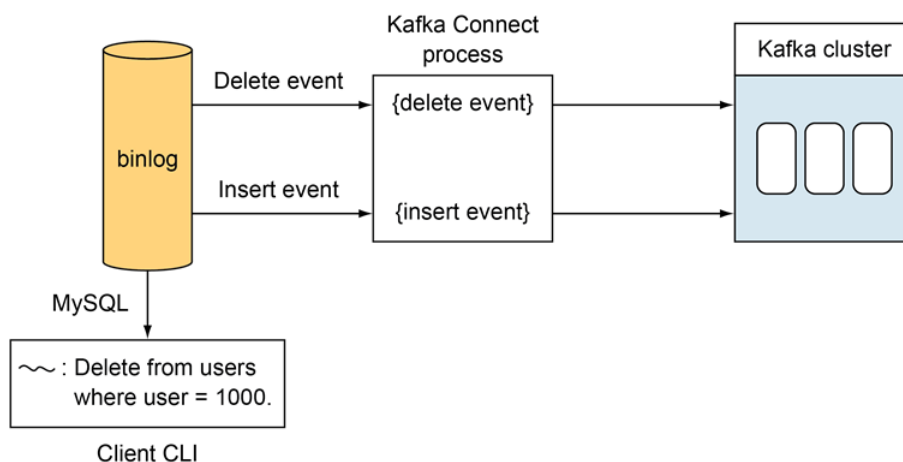 Kafka Connect
process
Kafka cluster
Delete event
{delete event}
binlog
Insert event
{insert event}
MySQL
: Delete from users
where user = 1000.
Client CLI